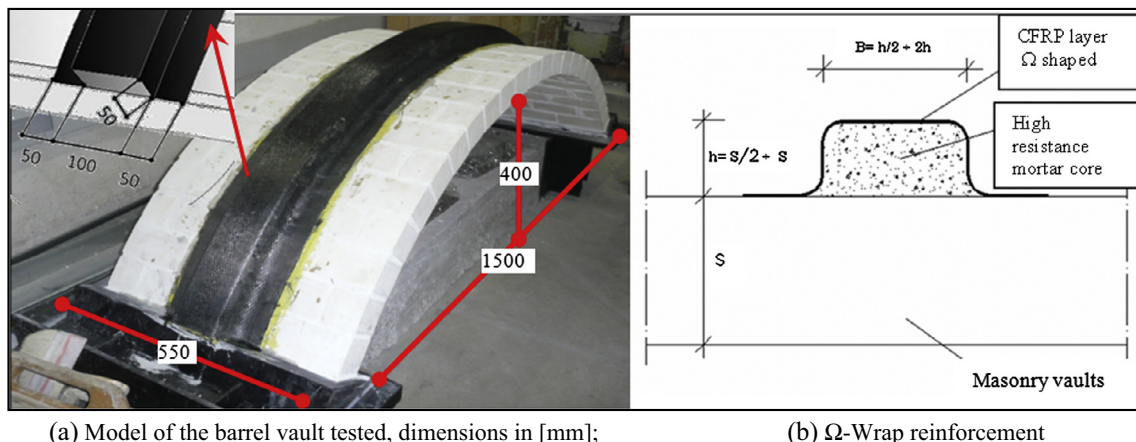 50
50
100
50
400
1500
550
B= h/2 ÷ 2h
CFRP layer
Ω shaped
h= S/2 ÷ S
High
resistance
mortar core
S
Masonry vaults
(a) Model of the barrel vault tested, dimensions in [mm];
(b) Ω-Wrap reinforcement